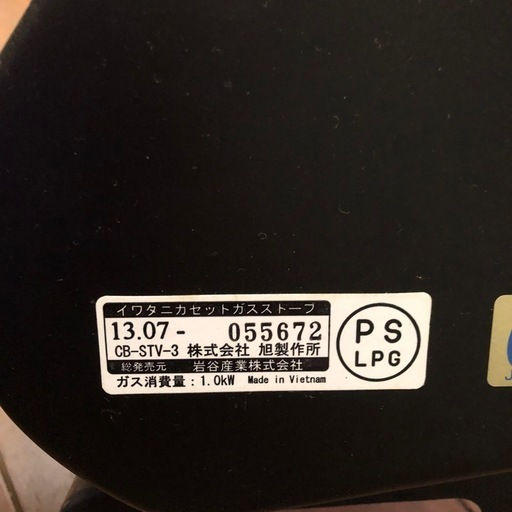 イワタニカセットガスストーブ
13.07- 055672
CB-STV-3 株式会社 旭製作所
総発売元 岩谷産業株式会社
ガス消費量：1.0kW Made in Vietnam
PS
LPG